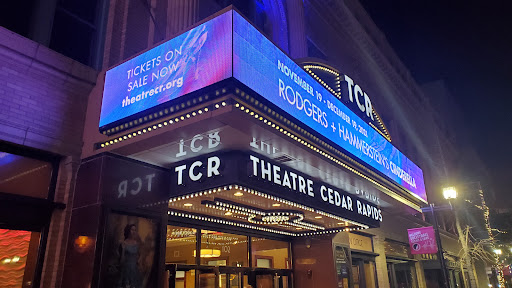 TICKETS ON
SALE NOW
theatrecr.org
TCR
NOVEMBER 19 - DECEMBER 19, 2022
RODGERS + HAMMERSTEIN'S CINDERELLA
TCR
TCR
THEATRE CEDAR RAPIDS